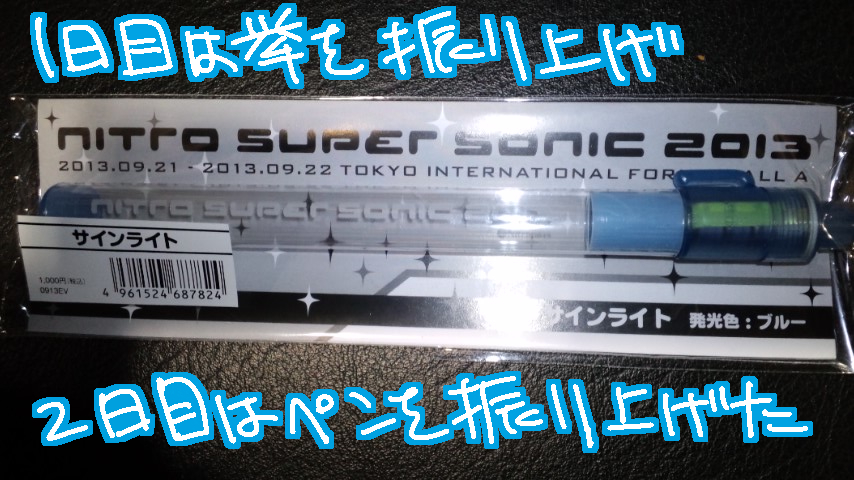 1日目は拳を振り上げ
nitro super sonic 2013
2013.09.21 - 2013.09.22 TOKYO INTERNATIONAL FOR LL A
nitro super sonic
サインライト
1,000円(税込)
0913EV
4 961524 687824
サインライト 発光色:ブルー
2日目はペンを振り上げた